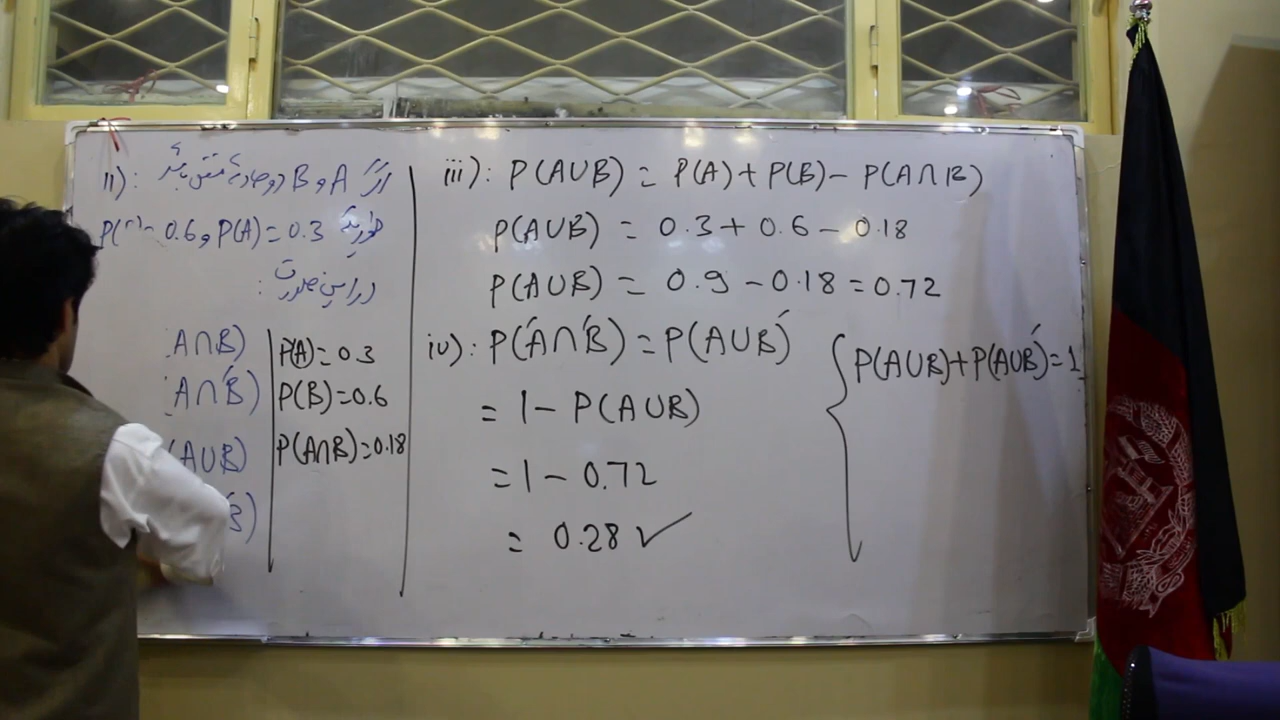 ii): اگر A و B دو حادثهٔ مستقل باشد
طوریکه P(A) = 0.3 و 0.6
در این صورت :
A∩B)
A∩B́)
(A∪B)
P(A) = 0.3
P(B) = 0.6
P(A∩B) = 0.18
iii): P(A∪B) = P(A) + P(B) - P(A∩B)
P(A∪B) = 0.3 + 0.6 - 0.18
P(A∪B) = 0.9 - 0.18 = 0.72
iv): P(Á∩B́) = P(A∪B)́
= 1 - P(A∪B)
= 1 - 0.72
= 0.28 ✓
P(A∪B) + P(A∪B)́ = 1